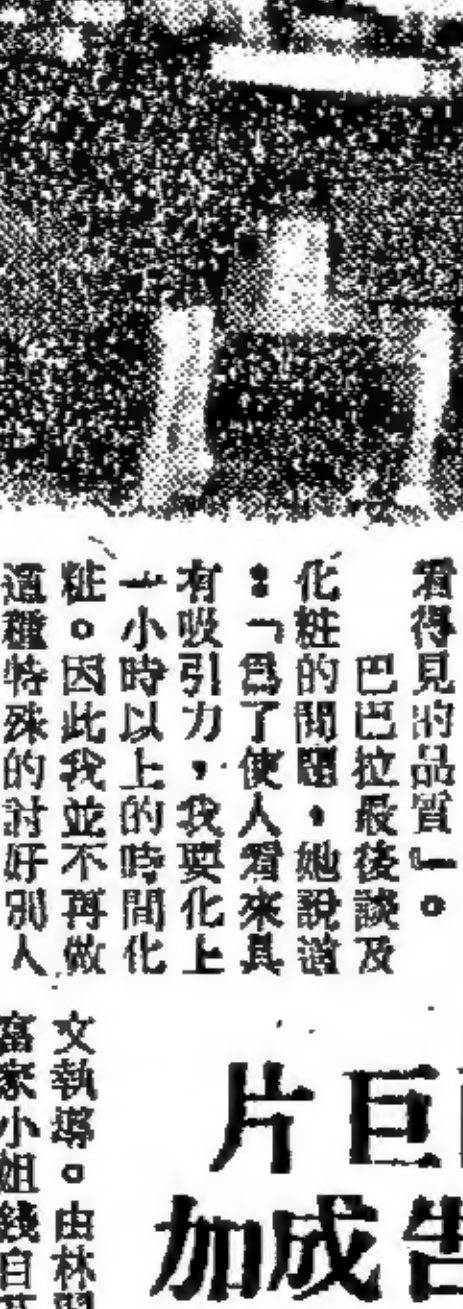 看得見的品質」。
巴巴拉最後談及
化粧的問題,她說道
:「爲了使人看來具
有吸引力,我要化上
一小時以上的時間化
粧。因此我並不再做
這種特殊的討好別人
巨片
告成加
文執導。由林
富家小姐錢自